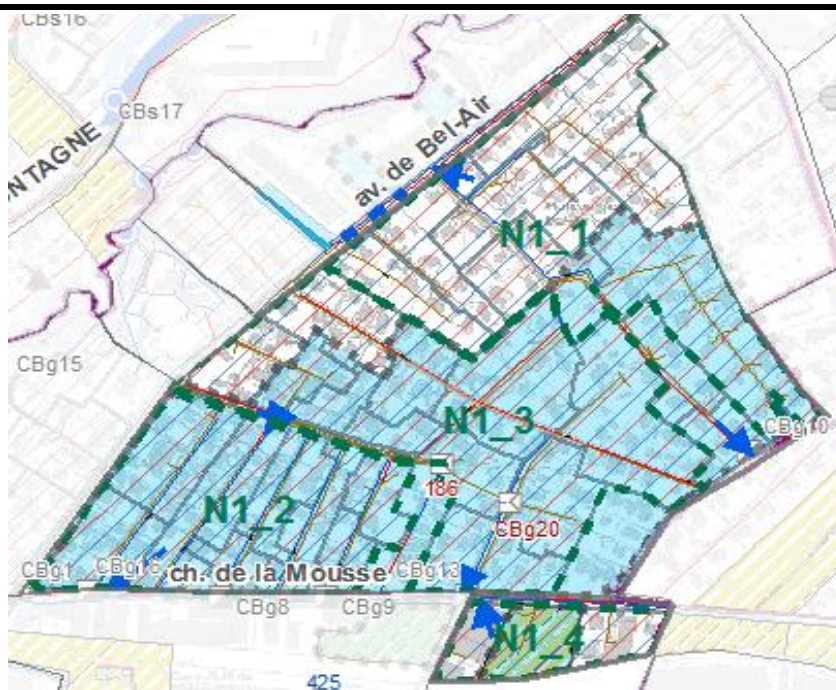 CBs16
CBs17
NTAGNE
av. de Bel-Air
N1_1
CBg15
N1_3
CBg10
186
N1_2
CBg20
CBg1
ch. de la Mousse
CBg13
CBg8
CBg9
N1_4
425